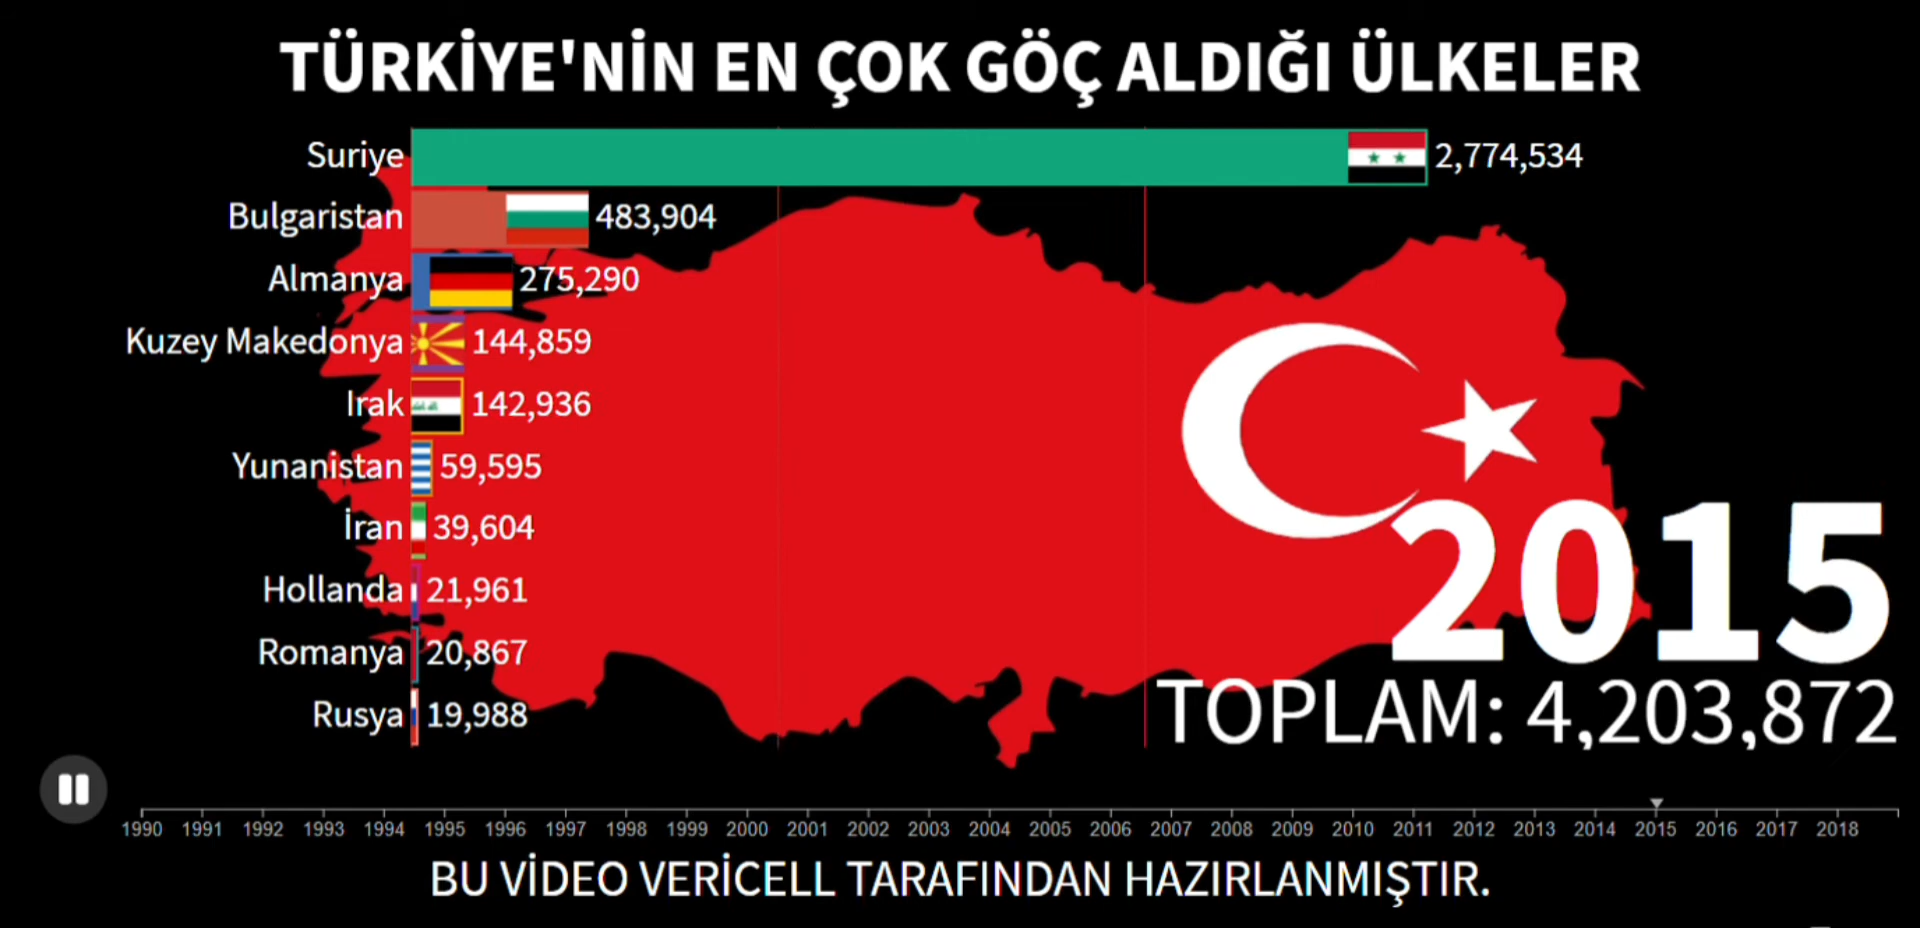 TÜRKİYE'NİN EN ÇOK GÖÇ ALDIĞI ÜLKELER
Suriye 2,774,534
Bulgaristan 483,904
Almanya 275,290
Kuzey Makedonya 144,859
Irak 142,936
Yunanistan 59,595
İran 39,604
Hollanda 21,961
Romanya 20,867
Rusya 19,988
2015
TOPLAM: 4,203,872
1990 1991 1992 1993 1994 1995 1996 1997 1998 1999 2000 2001 2002 2003 2004 2005 2006 2007 2008 2009 2010 2011 2012 2013 2014 2015 2016 2017 2018
BU VİDEO VERİCELL TARAFINDAN HAZIRLANMIŞTIR.